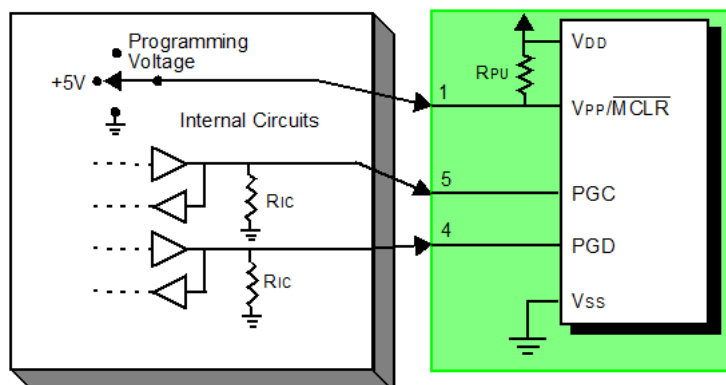 Programming
Voltage
+5V
Internal Circuits
RIC
RIC
1
5
4
RPU
VDD
VPP/MCLR
PGC
PGD
VSS